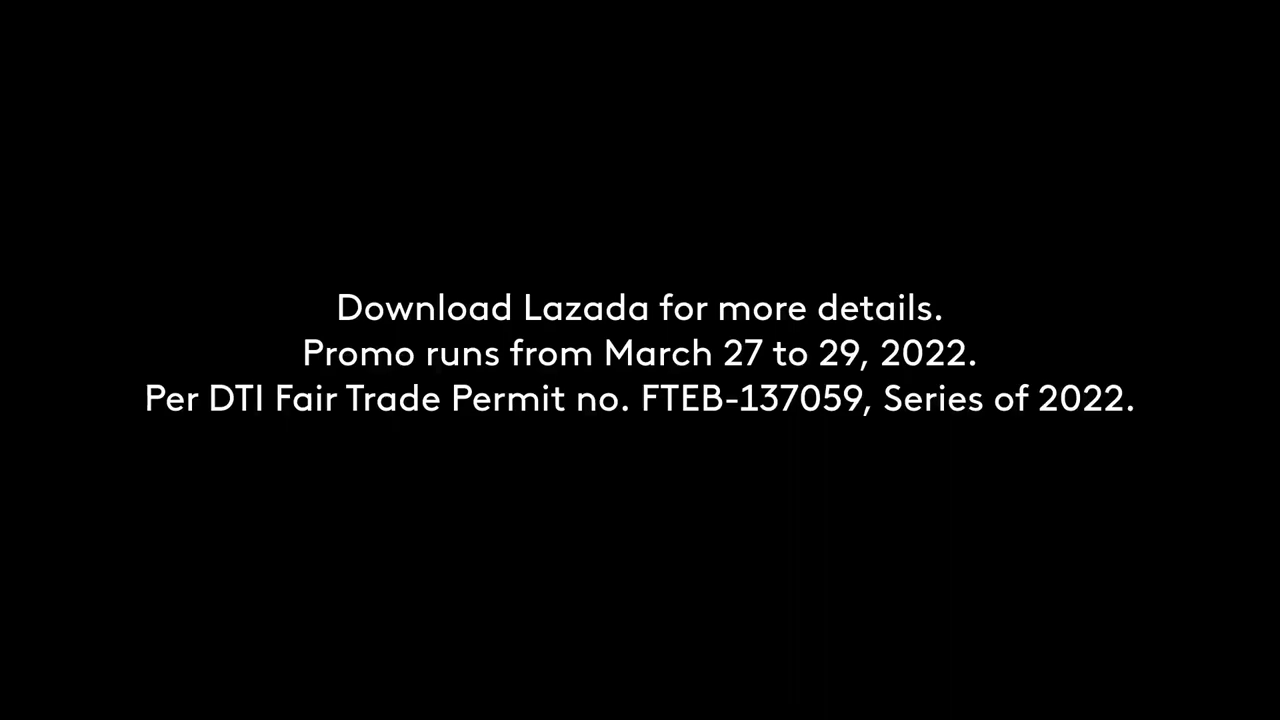 Download Lazada for more details.
Promo runs from March 27 to 29, 2022.
Per DTI Fair Trade Permit no. FTEB-137059, Series of 2022.